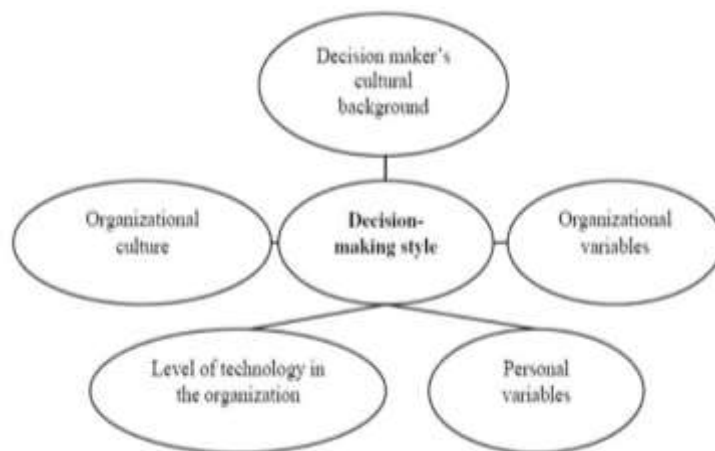 Decision maker's
cultural
background
Organizational
culture
Decision-
making style
Organizational
variables
Level of technology in
the organization
Personal
variables